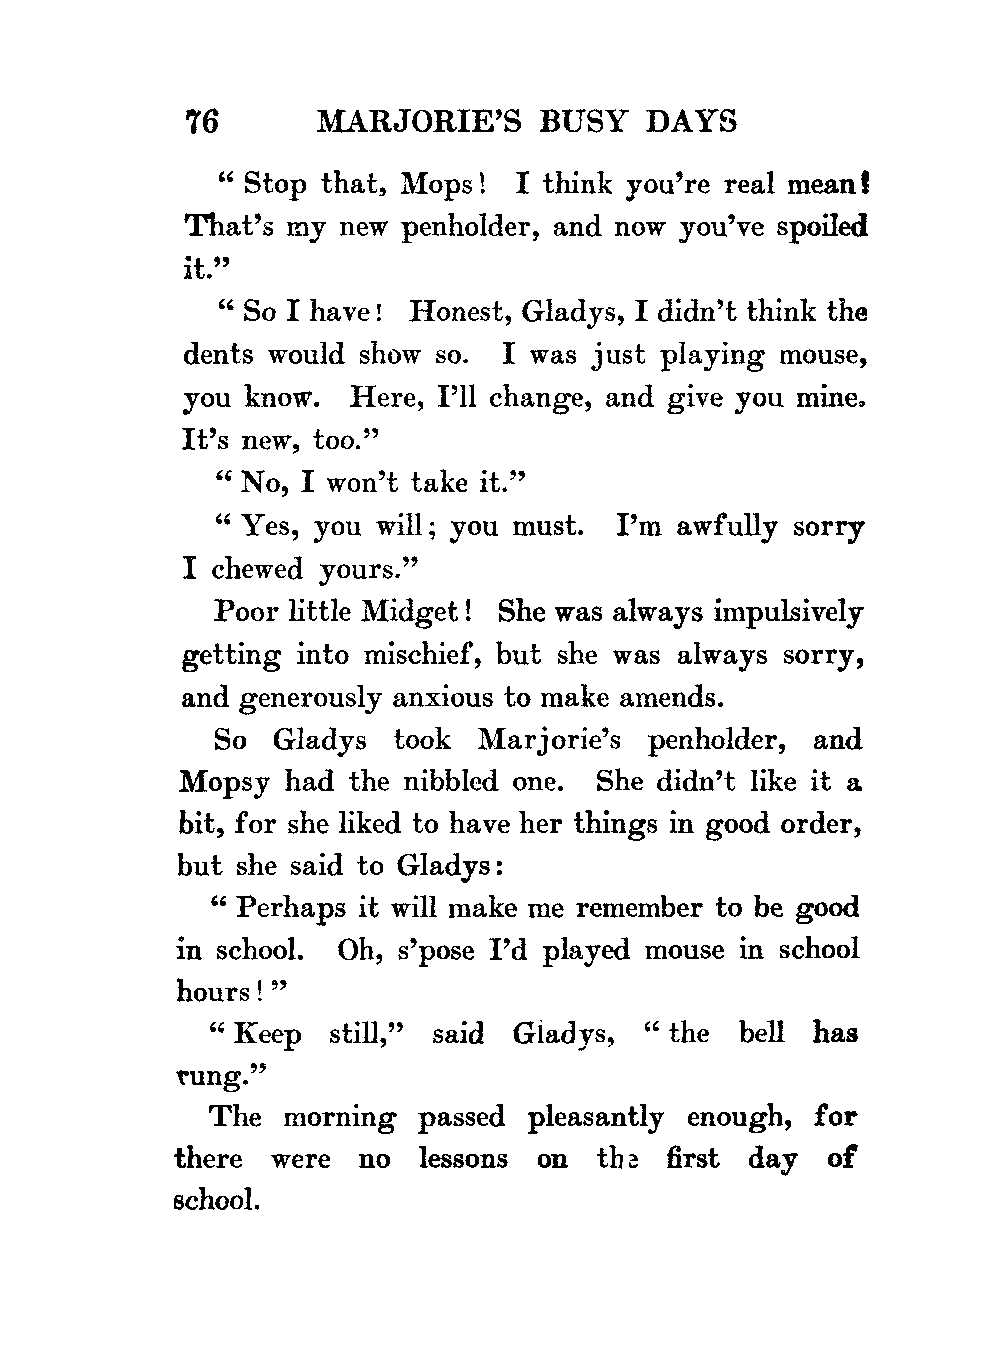 76 MARJORIE'S BUSY DAYS
"Stop that, Mops! I think you're real mean!
That's my new penholder, and now you've spoiled
it."
"So I have! Honest, Gladys, I didn't think the
dents would show so. I was just playing mouse,
you know. Here, I'll change, and give you mine.
It's new, too."
"No, I won't take it."
"Yes, you will; you must. I'm awfully sorry
I chewed yours."
Poor little Midget! She was always impulsively
getting into mischief, but she was always sorry,
and generously anxious to make amends.
So Gladys took Marjorie's penholder, and
Mopsy had the nibbled one. She didn't like it a
bit, for she liked to have her things in good order,
but she said to Gladys:
"Perhaps it will make me remember to be good
in school. Oh, s'pose I'd played mouse in school
hours!"
"Keep still," said Gladys, "the bell has
rung."
The morning passed pleasantly enough, for
there were no lessons on the first day of
school.